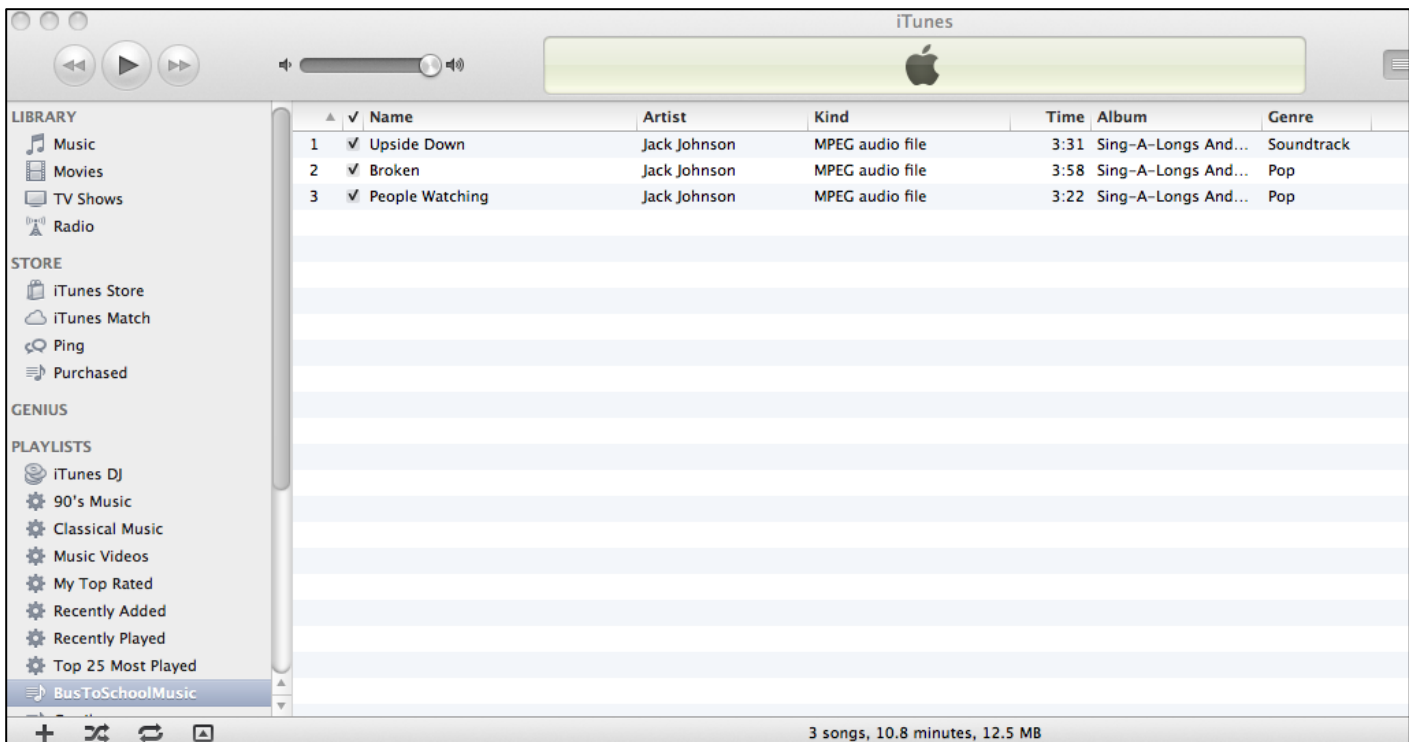 iTunes
LIBRARY
Music
Movies
TV Shows
Radio
STORE
iTunes Store
iTunes Match
Ping
Purchased
GENIUS
PLAYLISTS
iTunes DJ
90's Music
Classical Music
Music Videos
My Top Rated
Recently Added
Recently Played
Top 25 Most Played
BusToSchoolMusic
✓ Name Artist Kind Time Album Genre
1 ✓ Upside Down Jack Johnson MPEG audio file 3:31 Sing-A-Longs And... Soundtrack
2 ✓ Broken Jack Johnson MPEG audio file 3:58 Sing-A-Longs And... Pop
3 ✓ People Watching Jack Johnson MPEG audio file 3:22 Sing-A-Longs And... Pop
3 songs, 10.8 minutes, 12.5 MB